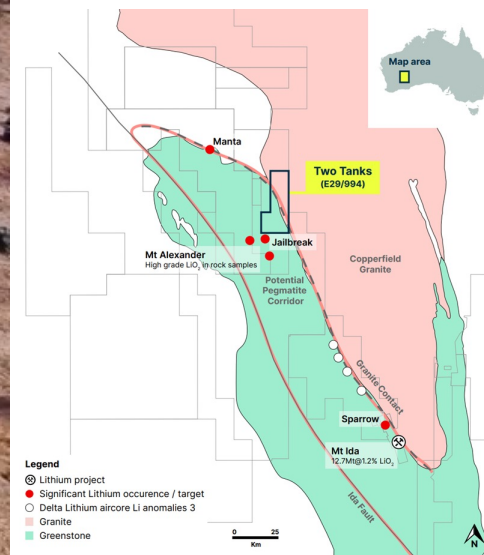 Map area
Manta
Two Tanks
(E29/994)
Jailbreak
Mt Alexander
High grade LiO2 in rock samples
Copperfield
Granite
Potential
Pegmatite
Corridor
Granite Contact
Sparrow
Mt Ida
12.7Mt@1.2% LiO2
Ida Fault
Legend
Lithium project
Significant Lithium occurence / target
Delta Lithium aircore Li anomalies 3
Granite
Greenstone
0 25
Km
N